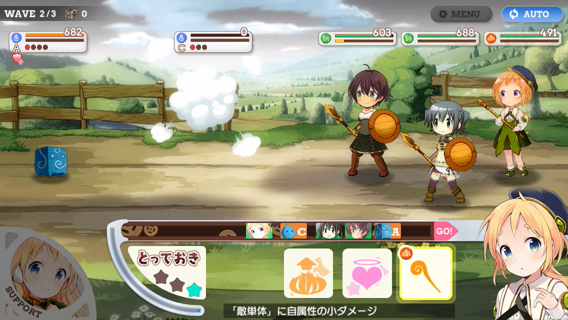 WAVE 2/3 0
MENU
AUTO
682
0
603
688
491
A
C
C
A
GO!
とっておき
SUPPORT
「敵単体」に自属性の小ダメージ